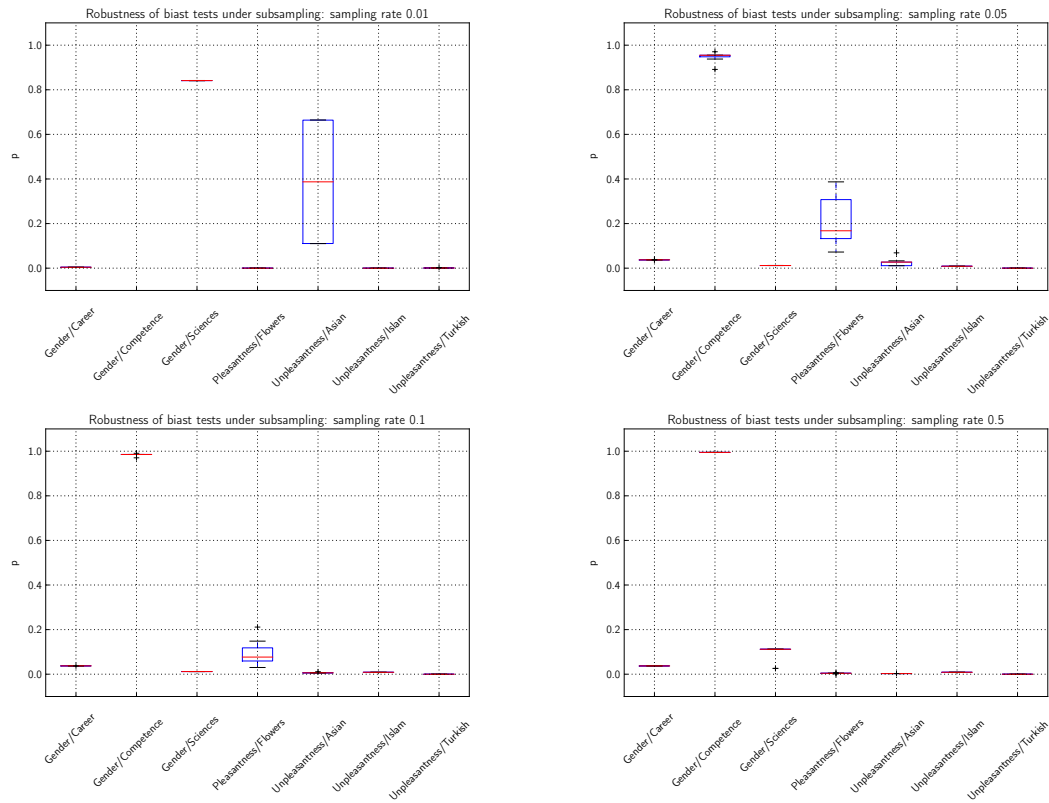 Robustness of biast tests under subsampling: sampling rate 0.01
1.0
0.8
0.6
0.4
0.2
0.0
p
Gender/Career
Gender/Competence
Gender/Sciences
Pleasantness/Flowers
Unpleasantness/Asian
Unpleasantness/Islam
Unpleasantness/Turkish
Robustness of biast tests under subsampling: sampling rate 0.05
1.0
0.8
0.6
0.4
0.2
0.0
p
Gender/Career
Gender/Competence
Gender/Sciences
Pleasantness/Flowers
Unpleasantness/Asian
Unpleasantness/Islam
Unpleasantness/Turkish
Robustness of biast tests under subsampling: sampling rate 0.1
1.0
0.8
0.6
0.4
0.2
0.0
p
Gender/Career
Gender/Competence
Gender/Sciences
Pleasantness/Flowers
Unpleasantness/Asian
Unpleasantness/Islam
Unpleasantness/Turkish
Robustness of biast tests under subsampling: sampling rate 0.5
1.0
0.8
0.6
0.4
0.2
0.0
p
Gender/Career
Gender/Competence
Gender/Sciences
Pleasantness/Flowers
Unpleasantness/Asian
Unpleasantness/Islam
Unpleasantness/Turkish